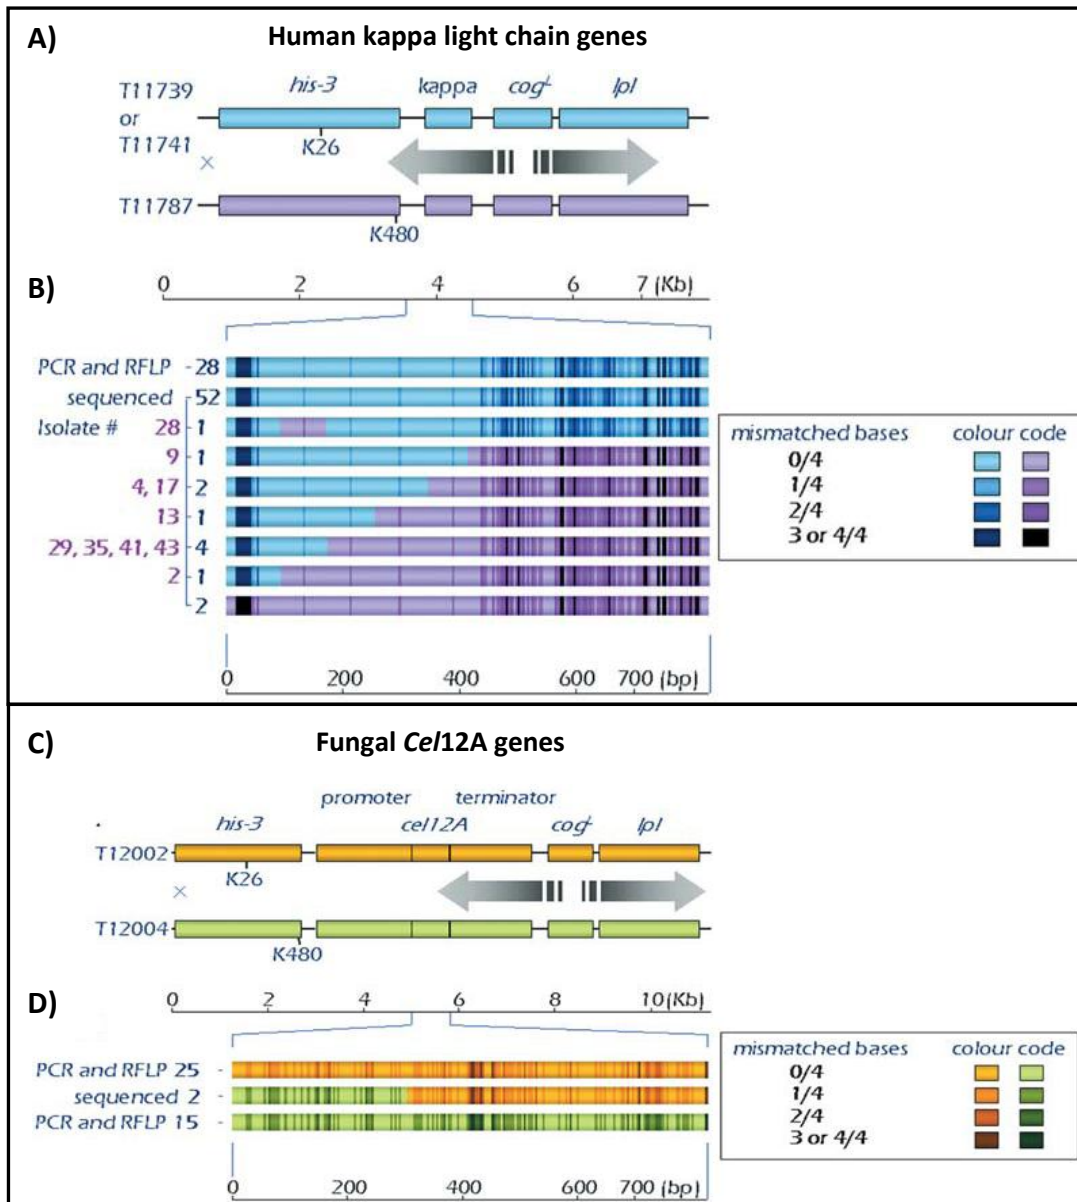 A) Human kappa light chain genes
his-3 kappa cog^L lpl
T11739
or
T11741
K26
×
T11787
K480
B)
0 2 4 6 7 (Kb)
PCR and RFLP - 28
sequenced 52
Isolate # 28 1
9 1
4, 17 2
13 1
29, 35, 41, 43 4
2 1
2
0 200 400 600 700 (bp)
mismatched bases colour code
0/4
1/4
2/4
3 or 4/4
C) Fungal Cel12A genes
promoter terminator
his-3 cel12A cog^L lpl
T12002
K26
×
T12004
K480
D)
0 2 4 6 8 10 (Kb)
PCR and RFLP 25 -
sequenced 2 -
PCR and RFLP 15 -
0 200 400 600 700 (bp)
mismatched bases colour code
0/4
1/4
2/4
3 or 4/4